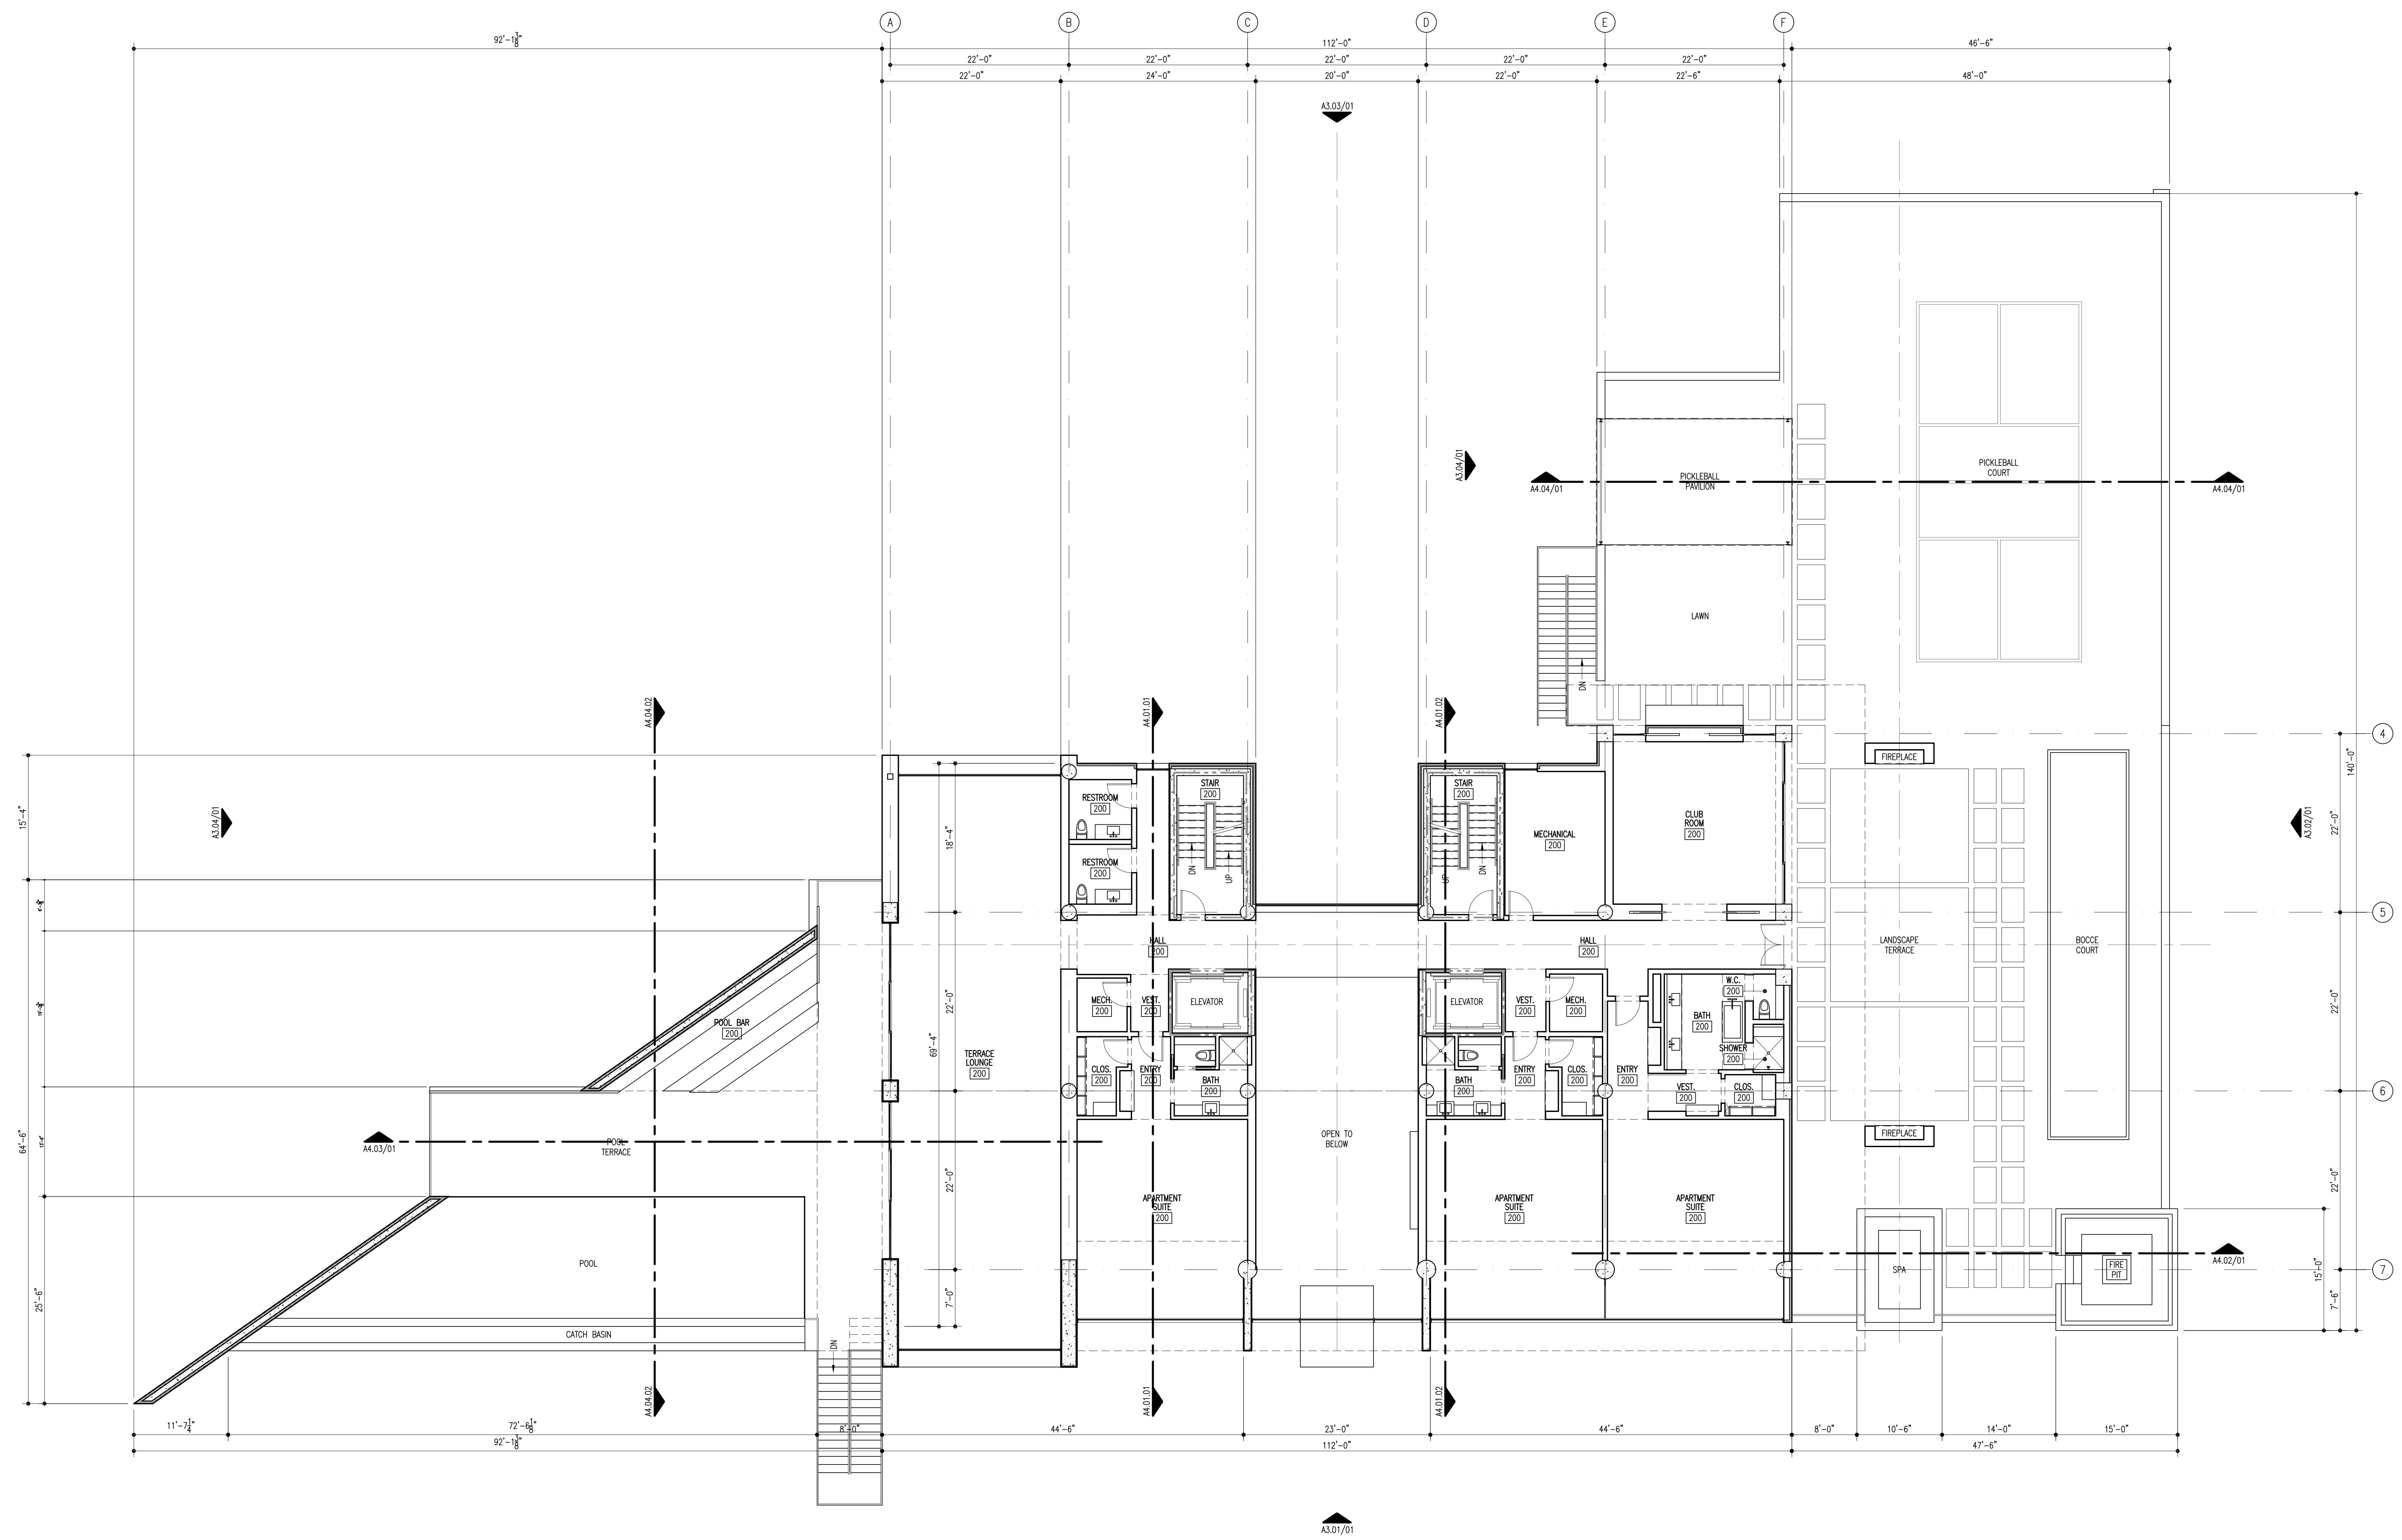 A B C D E F
92'-1 3/8" 112'-0" 46'-6"
22'-0" 22'-0" 22'-0" 22'-0" 22'-0"
22'-0" 24'-0" 20'-0" 22'-0" 22'-6" 48'-0"
A3.03/01
A3.04/01
PICKLEBALL
COURT
PICKLEBALL
PAVILION
A4.04/01
A4.04/01
LAWN
DN
A4.04.02
A4.01.01
A4.01.02
4
140'-0"
FIREPLACE
15'-4"
A3.04/01
STAIR
200
STAIR
200
RESTROOM
200
CLUB
ROOM
200
A3.02/01
22'-0"
18'-4"
MECHANICAL
200
RESTROOM
200
DN
UP
UP
DN
5
HALL
200
HALL
200
LANDSCAPE
TERRACE
BOCCE
COURT
W.C.
200
MECH.
200
VEST.
200
ELEVATOR
ELEVATOR
VEST.
200
MECH.
200
22'-0"
22'-0"
BATH
200
POOL BAR
200
69'-4"
TERRACE
LOUNGE
200
SHOWER
200
CLOS.
200
ENTRY
200
BATH
200
BATH
200
ENTRY
200
CLOS.
200
ENTRY
200
VEST.
200
CLOS.
200
6
64'-6"
A4.03/01
POOL
TERRACE
OPEN TO
BELOW
FIREPLACE
22'-0"
22'-0"
APARTMENT
SUITE
200
APARTMENT
SUITE
200
APARTMENT
SUITE
200
POOL
SPA
FIRE
PIT
A4.02/01
7
15'-0"
25'-6"
7'-0"
7'-6"
CATCH BASIN
DN
A4.04.02
A4.01.01
A4.01.02
11'-7 1/4" 72'-6 1/8" 8'-0" 44'-6" 23'-0" 44'-6" 8'-0" 10'-6" 14'-0" 15'-0"
92'-1 3/8" 112'-0" 47'-6"
A3.01/01